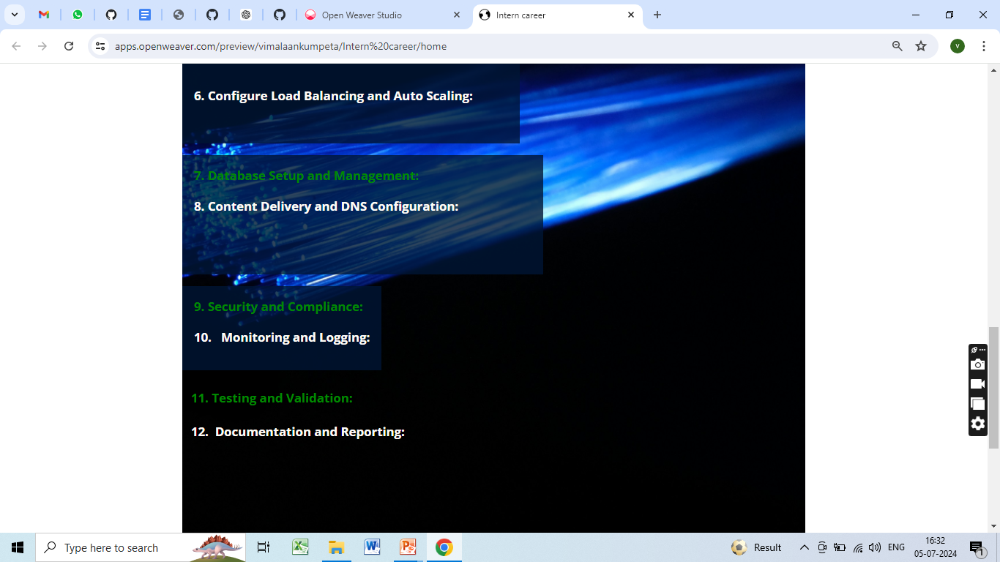 Open Weaver Studio
Intern career
apps.openweaver.com/preview/vimalaankumpeta/Intern%20career/home
V
6. Configure Load Balancing and Auto Scaling:
7. Database Setup and Management:
8. Content Delivery and DNS Configuration:
9. Security and Compliance:
10. Monitoring and Logging:
11. Testing and Validation:
12. Documentation and Reporting:
Type here to search
Result
ENG
16:32
05-07-2024
1